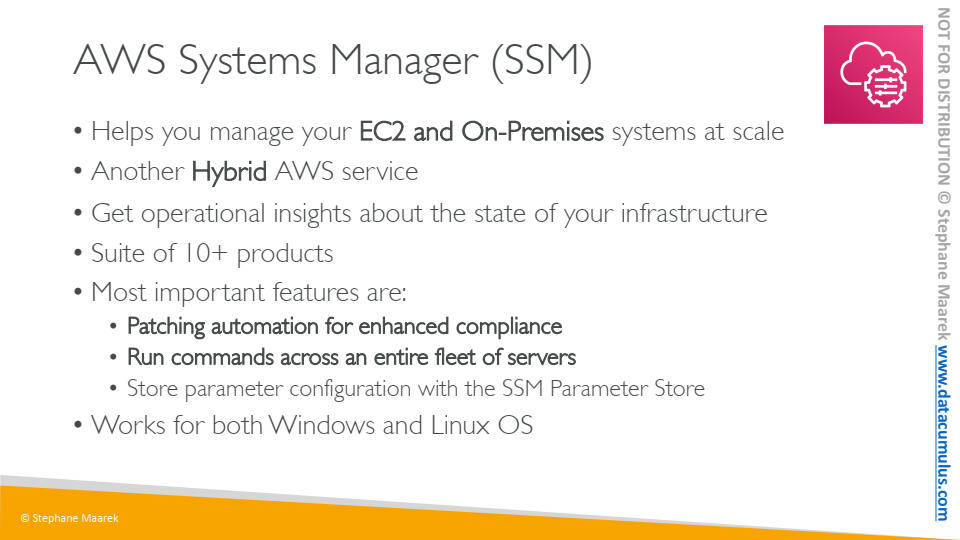 AWS Systems Manager (SSM)
• Helps you manage your EC2 and On-Premises systems at scale
• Another Hybrid AWS service
• Get operational insights about the state of your infrastructure
• Suite of 10+ products
• Most important features are:
• Patching automation for enhanced compliance
• Run commands across an entire fleet of servers
• Store parameter configuration with the SSM Parameter Store
• Works for both Windows and Linux OS
© Stephane Maarek
NOT FOR DISTRIBUTION © Stephane Maarek www.datacumulus.com